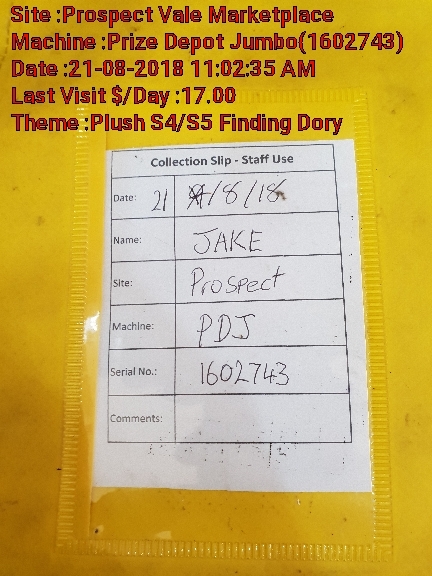 Site :Prospect Vale Marketplace
Machine :Prize Depot Jumbo(1602743)
Date :21-08-2018 11:02:35 AM
Last Visit $/Day :17.00
Theme :Plush S4/S5 Finding Dory
Collection Slip - Staff Use
Date: 21 /8/18
Name: JAKE
Site: Prospect
Machine: PDJ
Serial No.: 1602743
Comments: